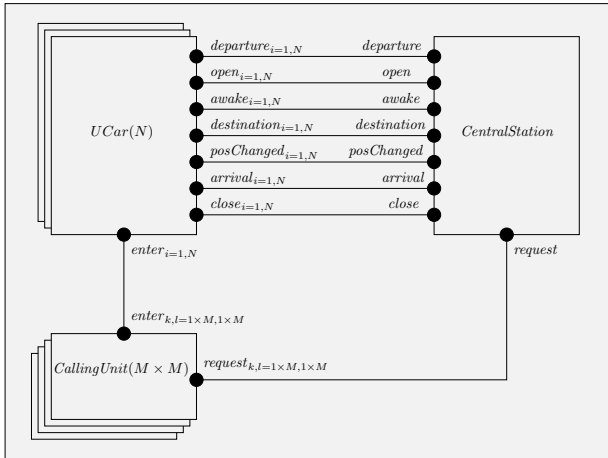 departure_{i=1,N} departure
open_{i=1,N} open
awake_{i=1,N} awake
UCar(N) destination_{i=1,N} destination CentralStation
posChanged_{i=1,N} posChanged
arrival_{i=1,N} arrival
close_{i=1,N} close
enter_{i=1,N} request
enter_{k,l=1×M,1×M}
CallingUnit(M × M) request_{k,l=1×M,1×M}